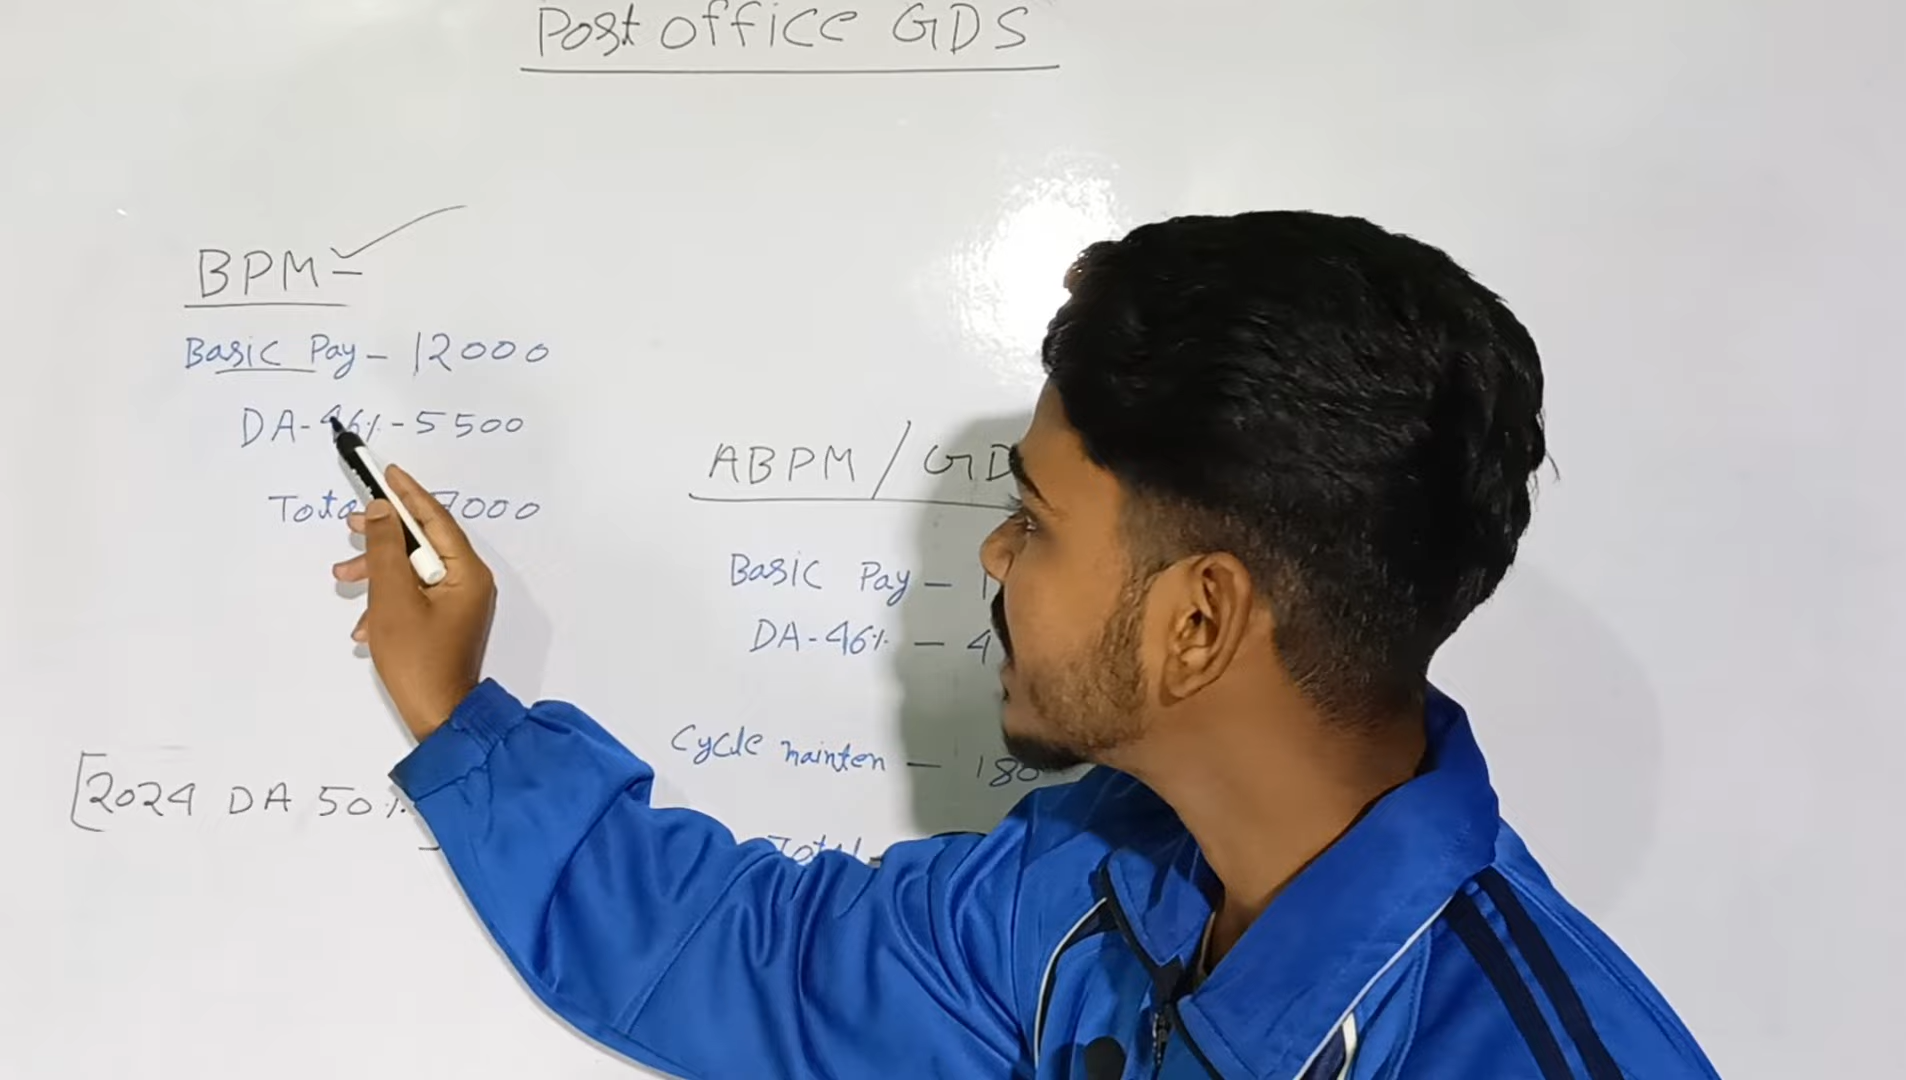 Post office GDS
BPM-
Basic Pay - 12000
DA-46%-5500
7000
ABPM / GD
Basic Pay - 1
DA-46% - 4
Cycle mainten - 180
Total -
[2024 DA 50%